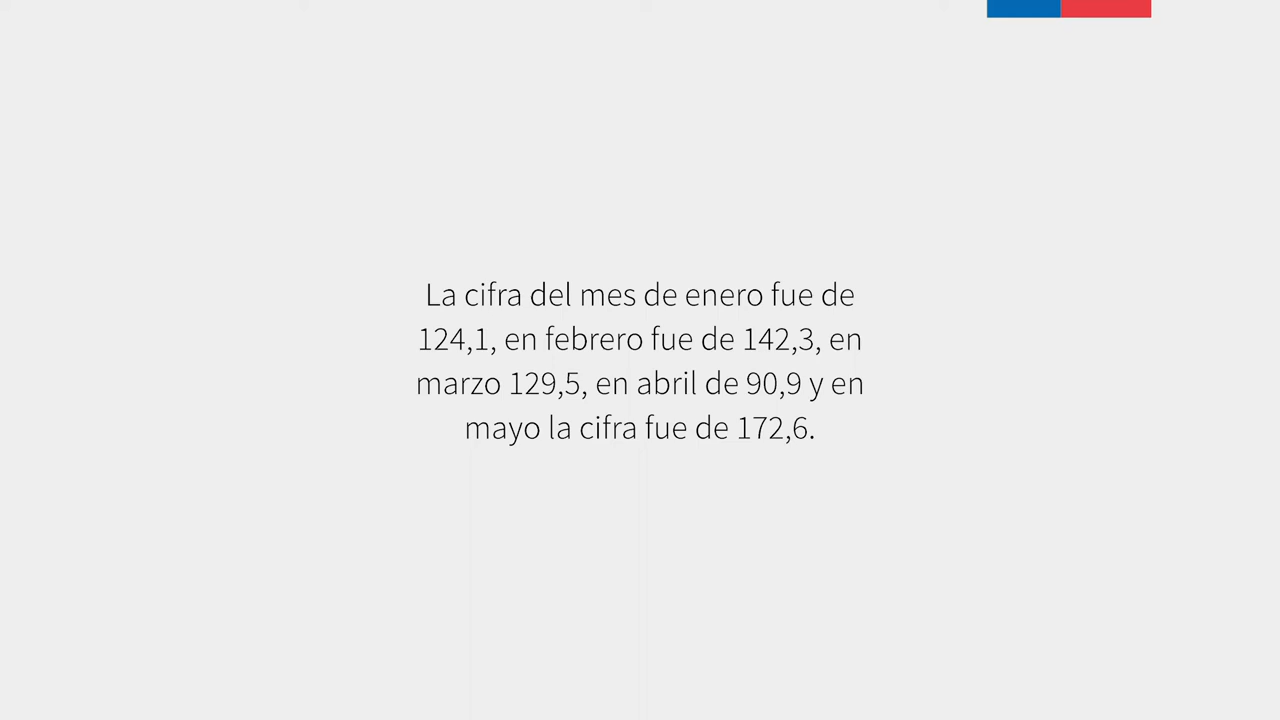 La cifra del mes de enero fue de
124,1, en febrero fue de 142,3, en
marzo 129,5, en abril de 90,9 y en
mayo la cifra fue de 172,6.